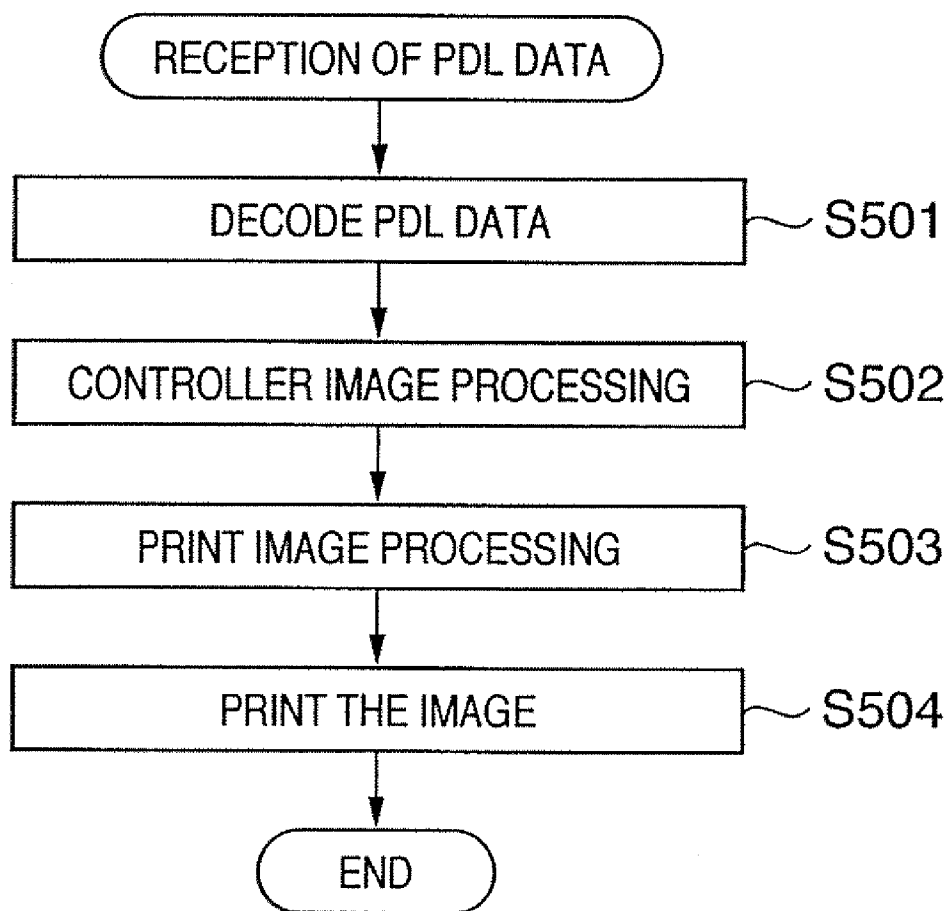 RECEPTION OF PDL DATA
DECODE PDL DATA
S501
CONTROLLER IMAGE PROCESSING
S502
PRINT IMAGE PROCESSING
S503
PRINT THE IMAGE
S504
END